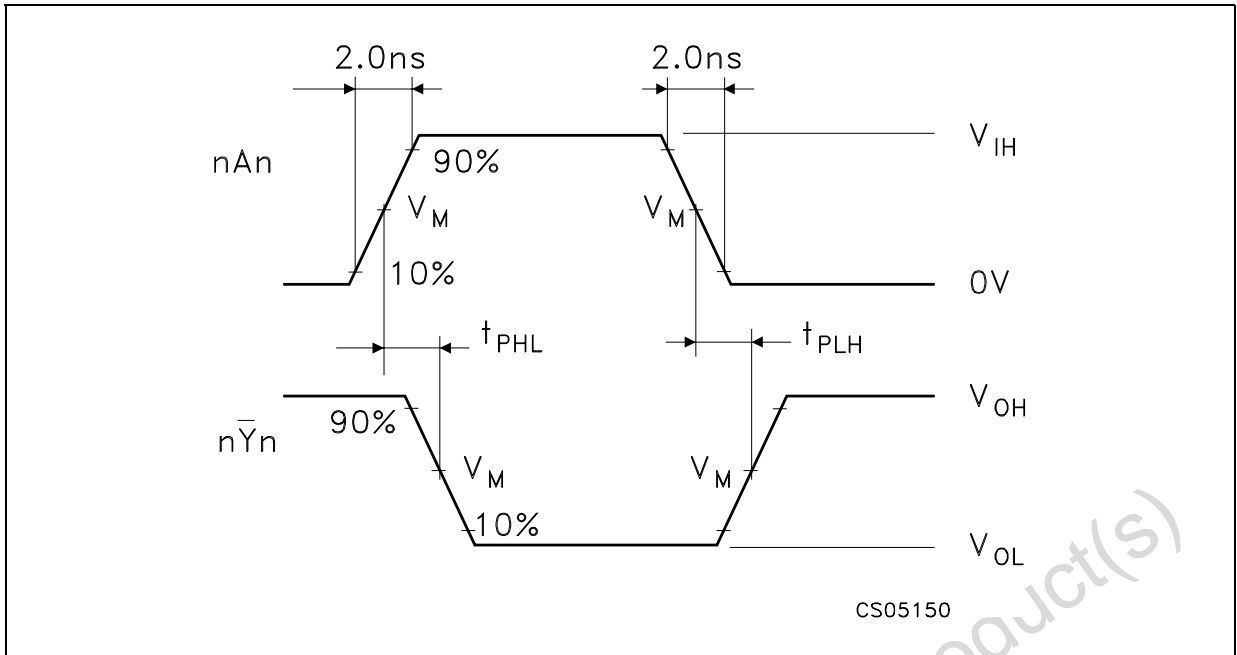 2.0ns 2.0ns
nAn 90% V_IH
V_M V_M
10% 0V
t_PHL t_PLH
90% V_OH
nȲn
V_M V_M
10%
V_OL
CS05150
oduct(s)